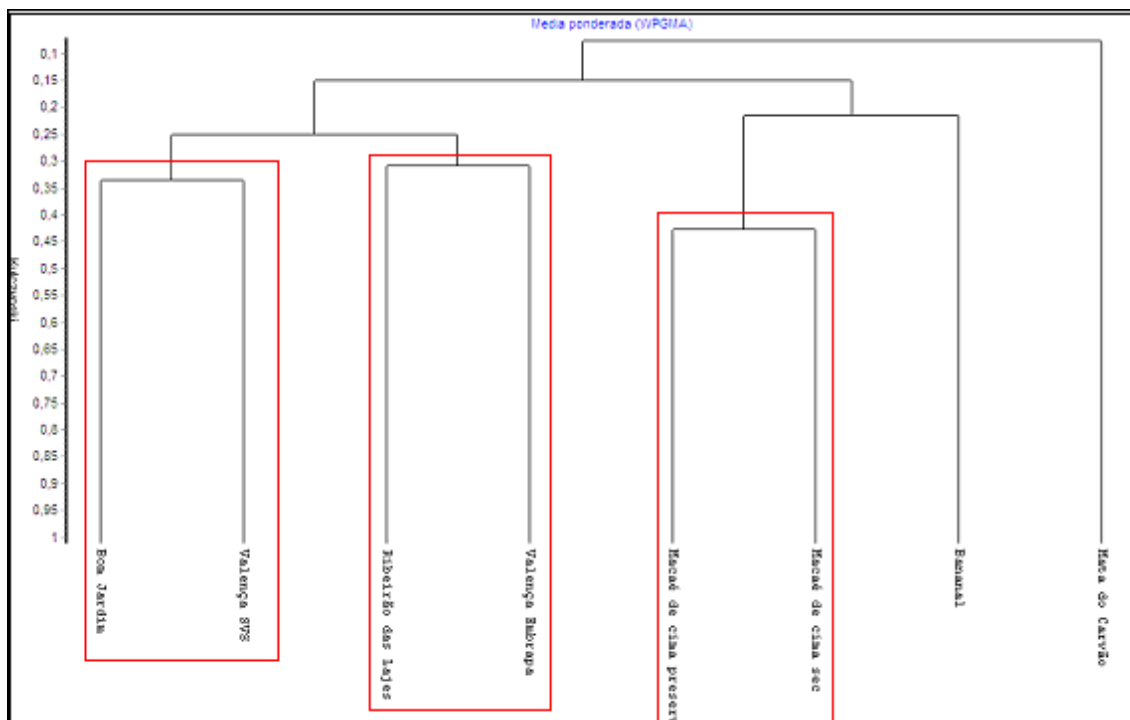 Media ponderada (WPGMA)
0,1
0,15
0,2
0,25
0,3
0,35
0,4
0,45
0,5
0,55
0,6
0,65
0,7
0,75
0,8
0,85
0,9
0,95
1
Bom Jardim
Valença SVS
Ribeirão das Lajes
Valença Embrapa
Macaé de cima preserv
Macaé de cima sec
Bananal
Mata do Carvão